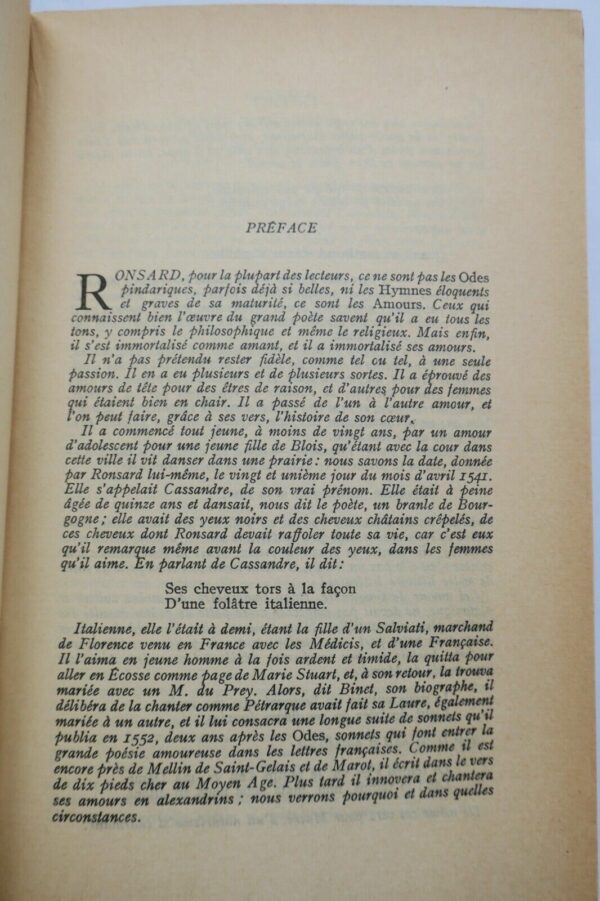 PRÉFACE
RONSARD, pour la plupart des lecteurs, ce ne sont pas les Odes
pindariques, parfois déjà si belles, ni les Hymnes éloquents
et graves de sa maturité, ce sont les Amours. Ceux qui
connaissent bien l'œuvre du grand poète savent qu'il a eu tous les
tons, y compris le philosophique et même le religieux. Mais enfin,
il s'est immortalisé comme amant, et il a immortalisé ses amours.
Il n'a pas prétendu rester fidèle, comme tel ou tel, à une seule
passion. Il en a eu plusieurs et de plusieurs sortes. Il a éprouvé des
amours de tête pour des êtres de raison, et d'autres pour des femmes
qui étaient bien en chair. Il a passé de l'un à l'autre amour, et
l'on peut faire, grâce à ses vers, l'histoire de son cœur.
Il a commencé tout jeune, à moins de vingt ans, par un amour
d'adolescent pour une jeune fille de Blois, qu'étant avec la cour dans
cette ville il vit danser dans une prairie : nous savons la date, donnée
par Ronsard lui-même, le vingt et unième jour du mois d'avril 1541.
Elle s'appelait Cassandre, de son vrai prénom. Elle était à peine
âgée de quinze ans et dansait, nous dit le poète, un branle de Bour-
gogne ; elle avait des yeux noirs et des cheveux châtains crêpelés, de
ces cheveux dont Ronsard devait raffoler toute sa vie, car c'est eux
qu'il remarque même avant la couleur des yeux, dans les femmes
qu'il aime. En parlant de Cassandre, il dit :
Ses cheveux tors à la façon
D'une folâtre italienne.
Italienne, elle l'était à demi, étant la fille d'un Salviati, marchand
de Florence venu en France avec les Médicis, et d'une Française.
Il l'aima en jeune homme à la fois ardent et timide, la quitta pour
aller en Écosse comme page de Marie Stuart, et, à son retour, la trouva
mariée avec un M. du Prey. Alors, dit Binet, son biographe, il
délibéra de la chanter comme Pétrarque avait fait sa Laure, également
mariée à un autre, et il lui consacra une longue suite de sonnets qu'il
publia en 1552, deux ans après les Odes, sonnets qui font entrer la
grande poésie amoureuse dans les lettres françaises. Comme il est
encore près de Mellin de Saint-Gelais et de Marot, il écrit dans le vers
de dix pieds cher au Moyen Age. Plus tard il innovera et chantera
ses amours en alexandrins ; nous verrons pourquoi et dans quelles
circonstances.